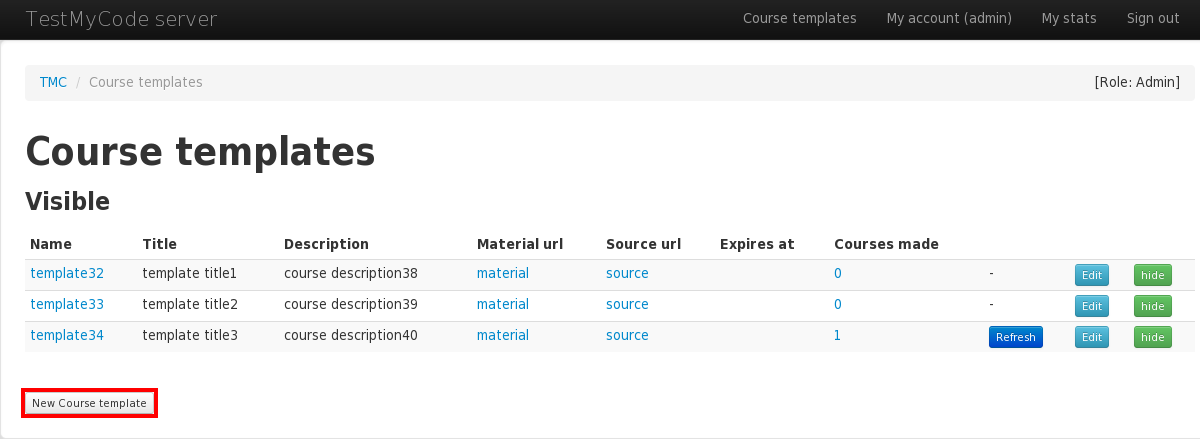 TestMyCode server Course templates My account (admin) My stats Sign out
TMC / Course templates [Role: Admin]
Course templates
Visible
Name Title Description Material url Source url Expires at Courses made
template32 template title1 course description38 material source 0 - Edit hide
template33 template title2 course description39 material source 0 - Edit hide
template34 template title3 course description40 material source 1 Refresh Edit hide
New Course template